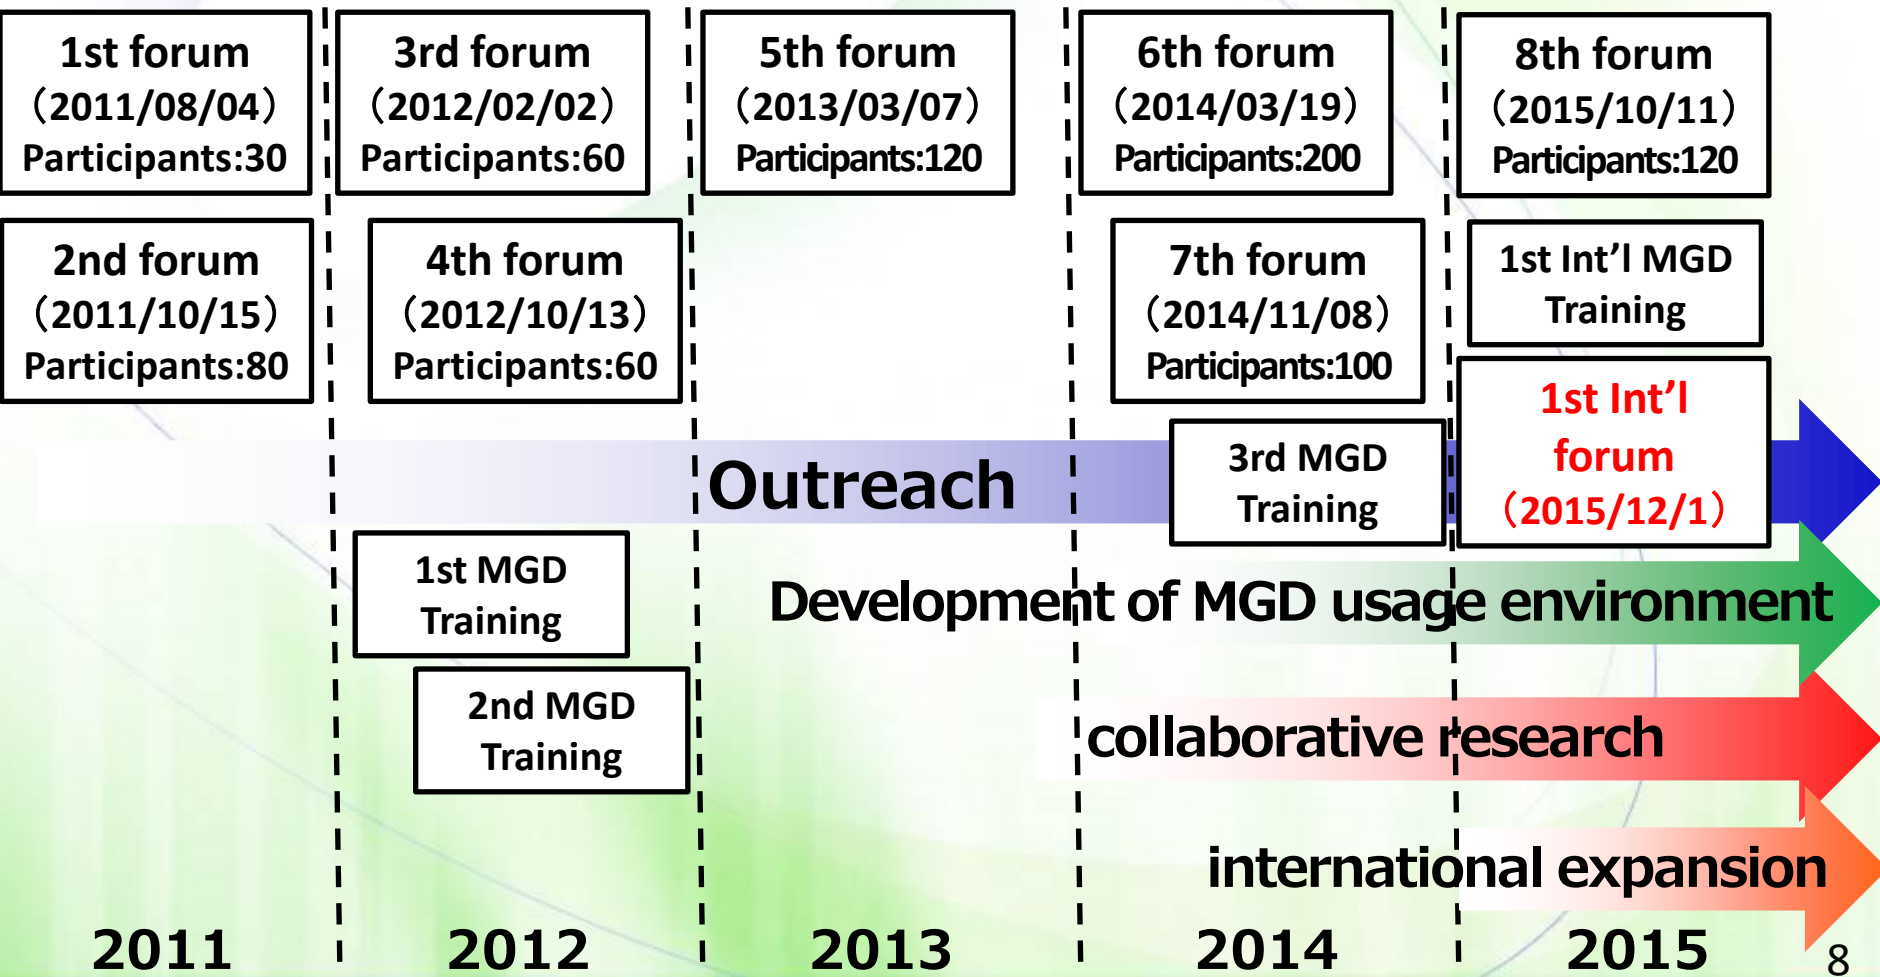 1st forum
（2011/08/04）
Participants:30
3rd forum
（2012/02/02）
Participants:60
5th forum
（2013/03/07）
Participants:120
6th forum
（2014/03/19）
Participants:200
8th forum
（2015/10/11）
Participants:120
2nd forum
（2011/10/15）
Participants:80
4th forum
（2012/10/13）
Participants:60
7th forum
（2014/11/08）
Participants:100
1st Int’l MGD
Training
1st Int’l
forum
（2015/12/1）
Outreach
3rd MGD
Training
1st MGD
Training
Development of MGD usage environment
2nd MGD
Training
collaborative research
international expansion
2011
2012
2013
2014
2015
8